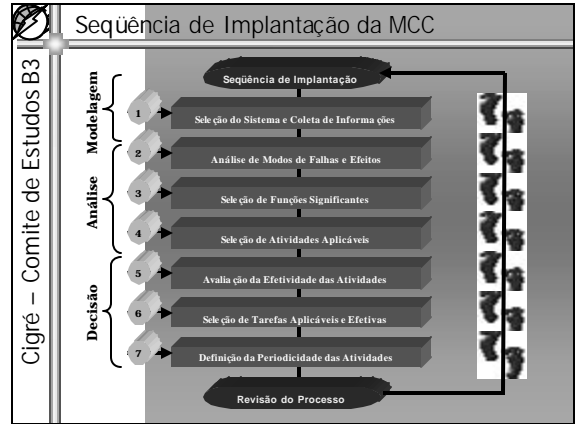 Seqüência de Implantação da MCC
Cigré – Comite de Estudos B3
Seqüência de Implantação
Modelagem
1 Seleção do Sistema e Coleta de Informações
Análise
2 Análise de Modos de Falhas e Efeitos
3 Seleção de Funções Significantes
4 Seleção de Atividades Aplicáveis
Decisão
5 Avaliação da Efetividade das Atividades
6 Seleção de Tarefas Aplicáveis e Efetivas
7 Definição da Periodicidade das Atividades
Revisão do Processo